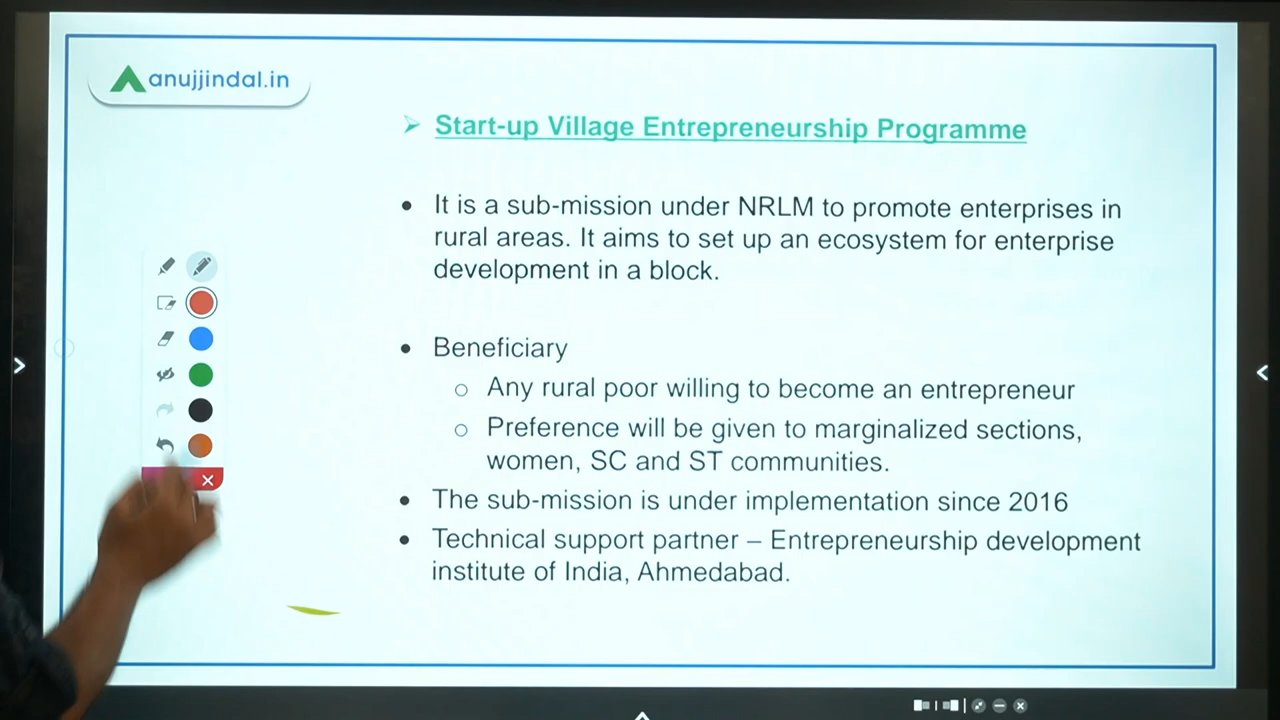 anujjindal.in
Start-up Village Entrepreneurship Programme
It is a sub-mission under NRLM to promote enterprises in
rural areas. It aims to set up an ecosystem for enterprise
development in a block.
Beneficiary
Any rural poor willing to become an entrepreneur
Preference will be given to marginalized sections,
women, SC and ST communities.
The sub-mission is under implementation since 2016
Technical support partner – Entrepreneurship development
institute of India, Ahmedabad.